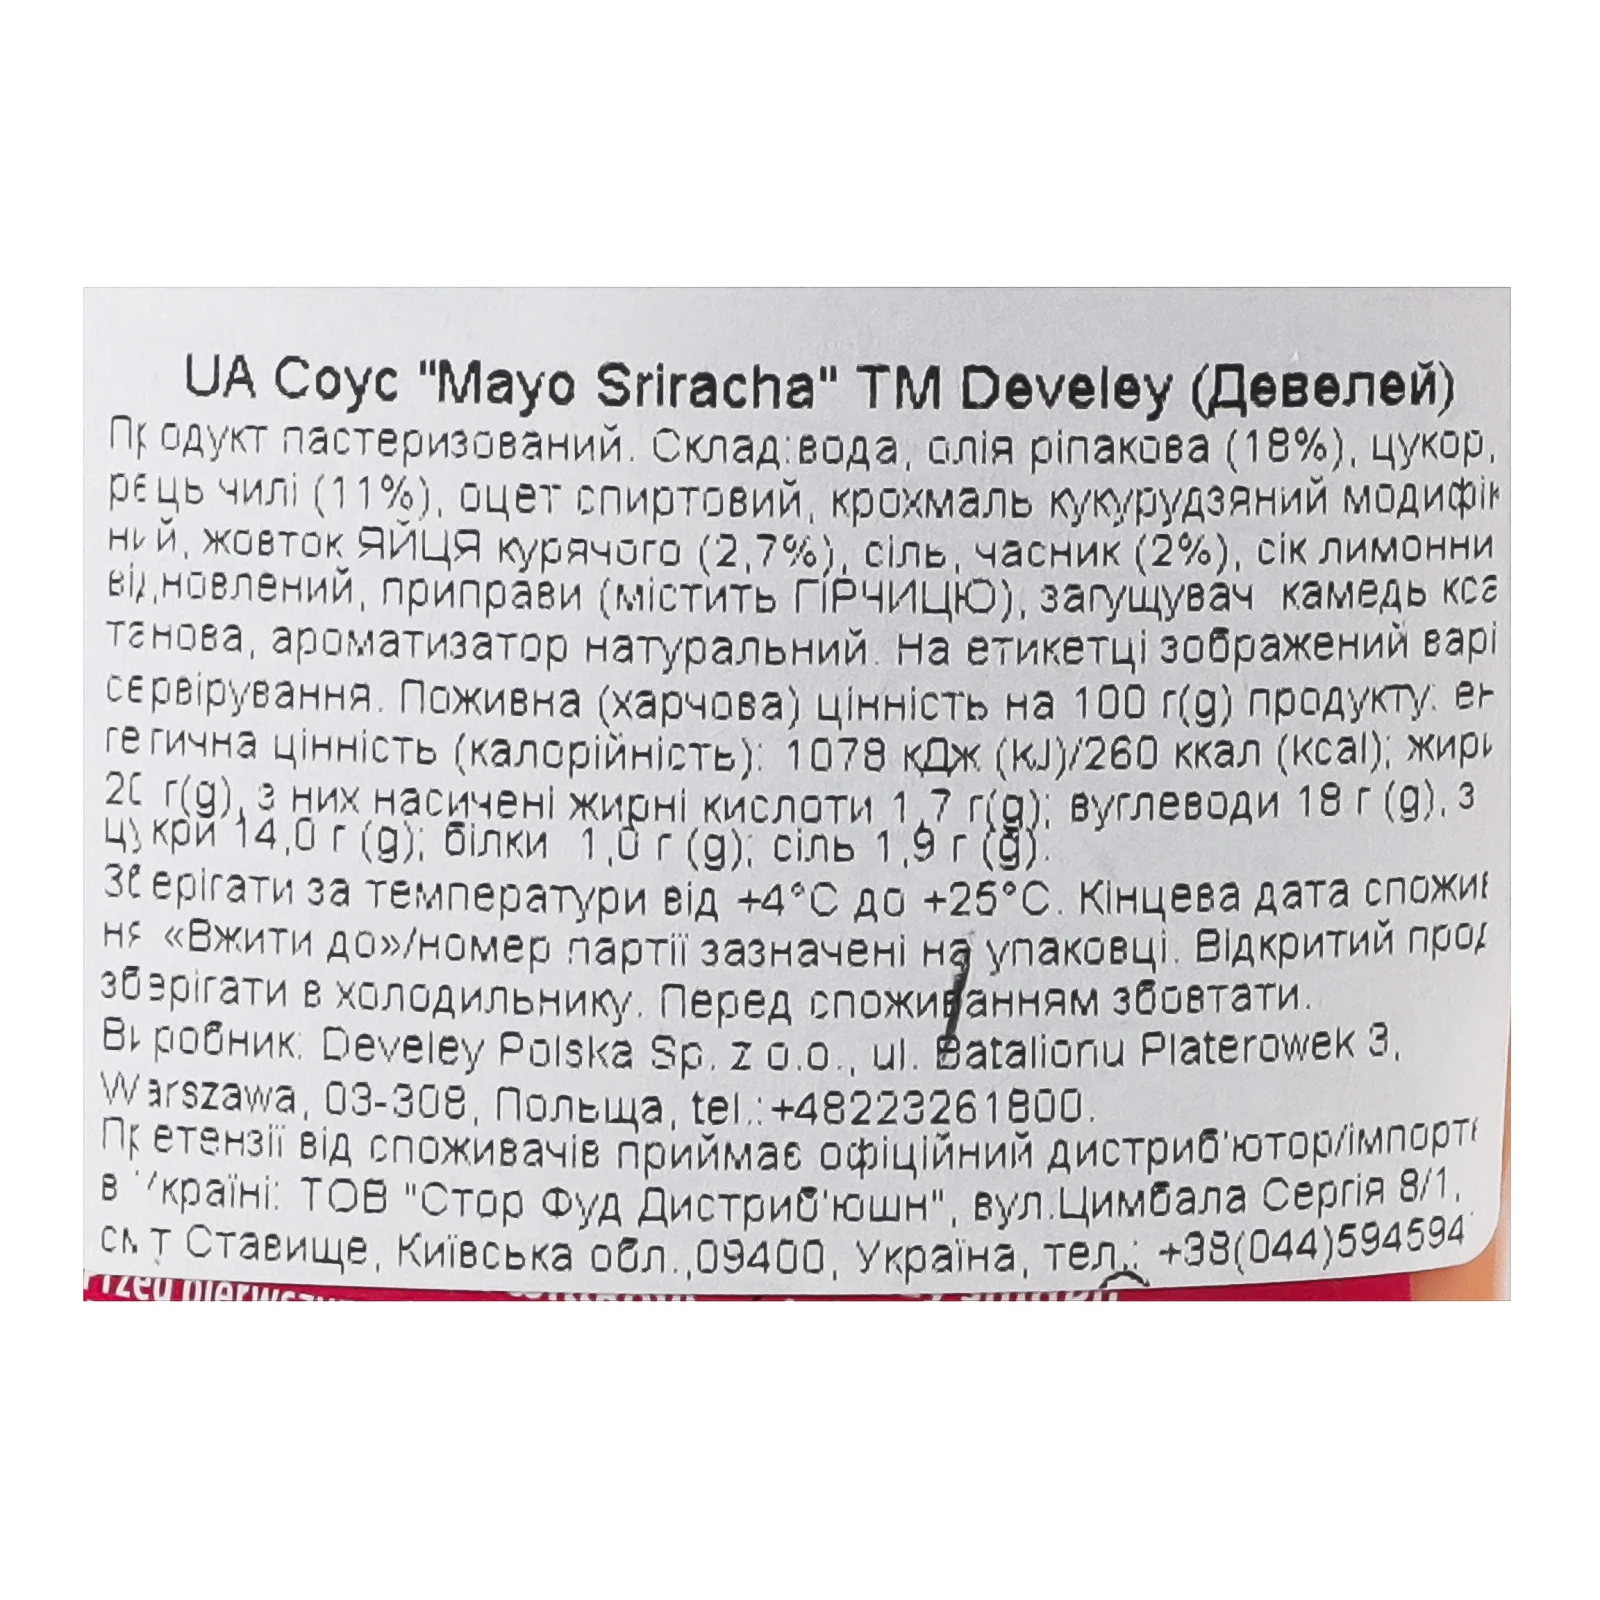 UA Соус "Mayo Sriracha" TM Develey (Девелей)
Продукт пастеризований. Склад:вода, олія ріпакова (18%), цукор,
рець чилі (11%), оцет спиртовий, крохмаль кукурудзяний модифік
ний, жовток ЯЙЦЯ курячого (2,7%), сіль, часник (2%), сік лимонни
відновлений, приправи (містить ГІРЧИЦЮ), загущувач камедь кса
танова, ароматизатор натуральний. На етикетці зображений варі
сервірування. Поживна (харчова) цінність на 100 г(g) продукту: ен
гетична цінність (калорійність): 1078 кДж (kJ)/260 ккал (kcal); жири
20 г(g), з них насичені жирні кислоти 1,7 г(g); вуглеводи 18 г (g), з
цукри 14,0 г (g); білки 1,0 г (g); сіль 1,9 г (g).
Зберігати за температури від +4°C до +25°C. Кінцева дата спожив
ня «Вжити до»/номер партії зазначені на упаковці. Відкритий прод
зберігати в холодильнику. Перед споживанням збовтати.
Виробник: Develey Polska Sp. z o.o., ul. Batalionu Platerowek 3,
Warszawa, 03-308, Польща, tel.:+48223261800.
Претензії від споживачів приймає офіційний дистриб'ютор/імпорте
в Україні: ТОВ "Стор Фуд Дистриб'юшн", вул.Цимбала Сергія 8/1,
смт Ставище, Київська обл.,09400, Україна, тел.: +38(044)594594